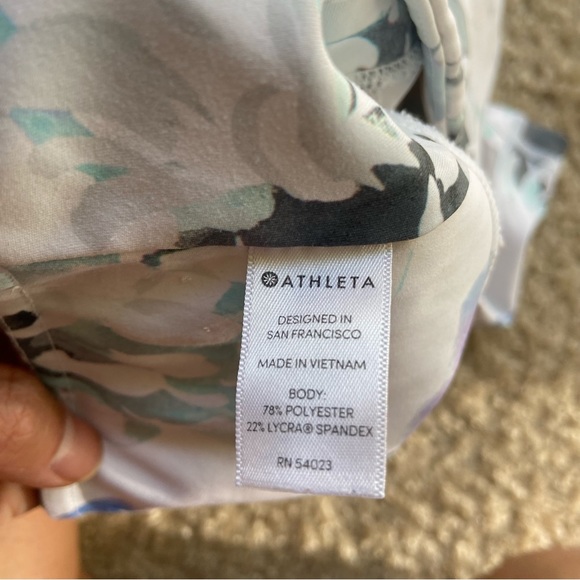 ATHLETA
DESIGNED IN
SAN FRANCISCO
MADE IN VIETNAM
BODY:
78% POLYESTER
22% LYCRA® SPANDEX
RN 54023